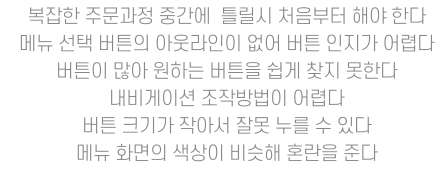 복잡한 주문과정 중간에 틀릴시 처음부터 해야 한다
메뉴 선택 버튼의 아웃라인이 없어 버튼 인지가 어렵다
버튼이 많아 원하는 버튼을 쉽게 찾지 못한다
내비게이션 조작방법이 어렵다
버튼 크기가 작아서 잘못 누를 수 있다
메뉴 화면의 색상이 비슷해 혼란을 준다